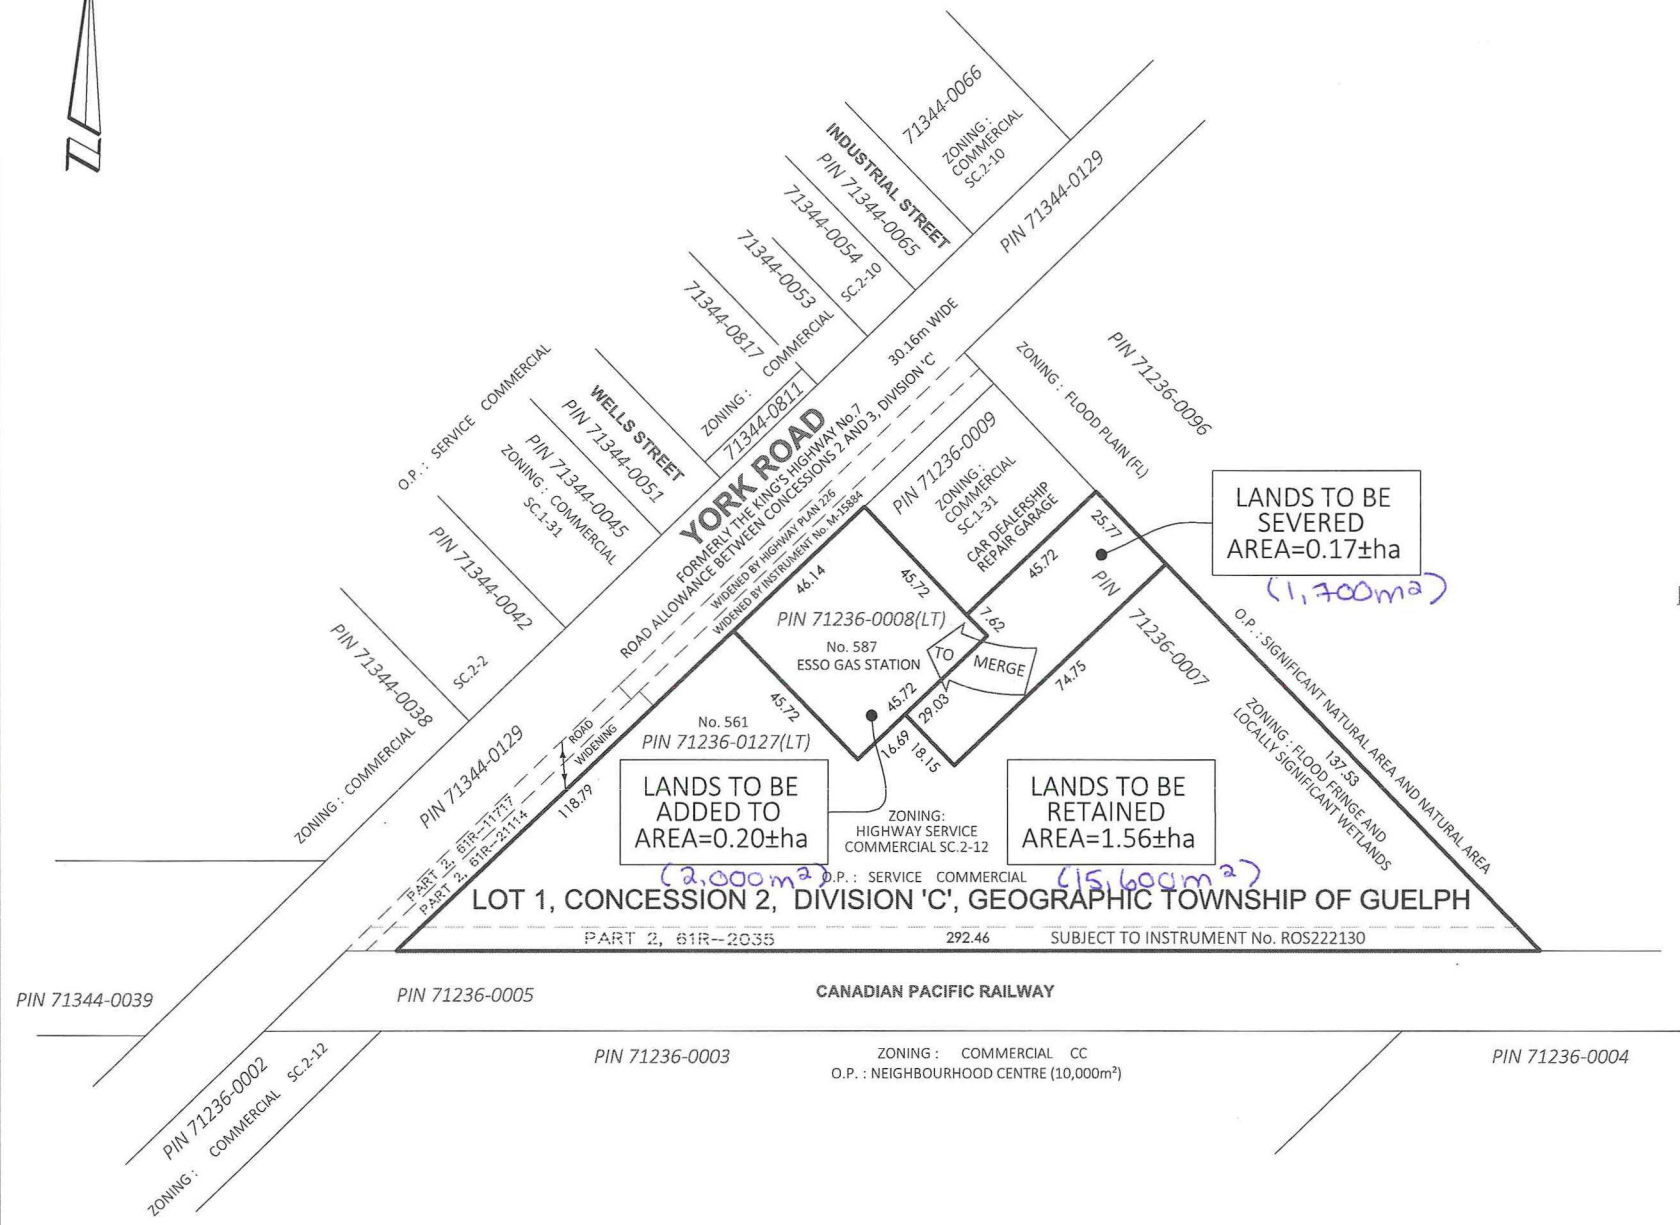 71344-0066
ZONING :
COMMERCIAL
SC.2-10
INDUSTRIAL STREET
PIN 71344-0065
71344-0054
SC.2-10
71344-0053
71344-0817
ZONING : COMMERCIAL
71344-0811
PIN 71344-0129
30.16m WIDE
O.P. : SERVICE COMMERCIAL
WELLS STREET
PIN 71344-0051
PIN 71344-0045
ZONING : COMMERCIAL
SC.1-31
PIN 71344-0042
SC.2-2
PIN 71344-0038
ZONING : COMMERCIAL
YORK ROAD
FORMERLY THE KING'S HIGHWAY No.7
ROAD ALLOWANCE BETWEEN CONCESSIONS 2 AND 3, DIVISION 'C'
WIDENED BY HIGHWAY PLAN 226
WIDENED BY INSTRUMENT No. M-15884
PIN 71236-0096
ZONING : FLOOD PLAIN (FL)
PIN 71236-0009
ZONING :
COMMERCIAL
SC.1-31
CAR DEALERSHIP
REPAIR GARAGE
25.77
45.72
LANDS TO BE
SEVERED
AREA=0.17±ha
(1,700m²)
46.14
45.72
PIN 71236-0008(LT)
No. 587
ESSO GAS STATION
7.62
TO
MERGE
PIN 71236-0007
74.75
45.72
45.72
29.03
16.69
18.15
O.P. : SIGNIFICANT NATURAL AREA AND NATURAL AREA
137.53
ZONING : FLOOD FRINGE AND
LOCALLY SIGNIFICANT WETLANDS
No. 561
PIN 71236-0127(LT)
ROAD
WIDENING
118.79
PIN 71344-0129
PART 2, 61R-11717
PART 2, 61R-21114
LANDS TO BE
ADDED TO
AREA=0.20±ha
(2,000m²)
ZONING:
HIGHWAY SERVICE
COMMERCIAL SC.2-12
O.P. : SERVICE COMMERCIAL
LANDS TO BE
RETAINED
AREA=1.56±ha
(15,600m²)
LOT 1, CONCESSION 2, DIVISION 'C', GEOGRAPHIC TOWNSHIP OF GUELPH
PART 2, 61R-2035
292.46
SUBJECT TO INSTRUMENT No. ROS222130
PIN 71344-0039
PIN 71236-0005
CANADIAN PACIFIC RAILWAY
PIN 71236-0003
ZONING : COMMERCIAL CC
O.P. : NEIGHBOURHOOD CENTRE (10,000m²)
PIN 71236-0004
PIN 71236-0002
ZONING : COMMERCIAL SC.2-12